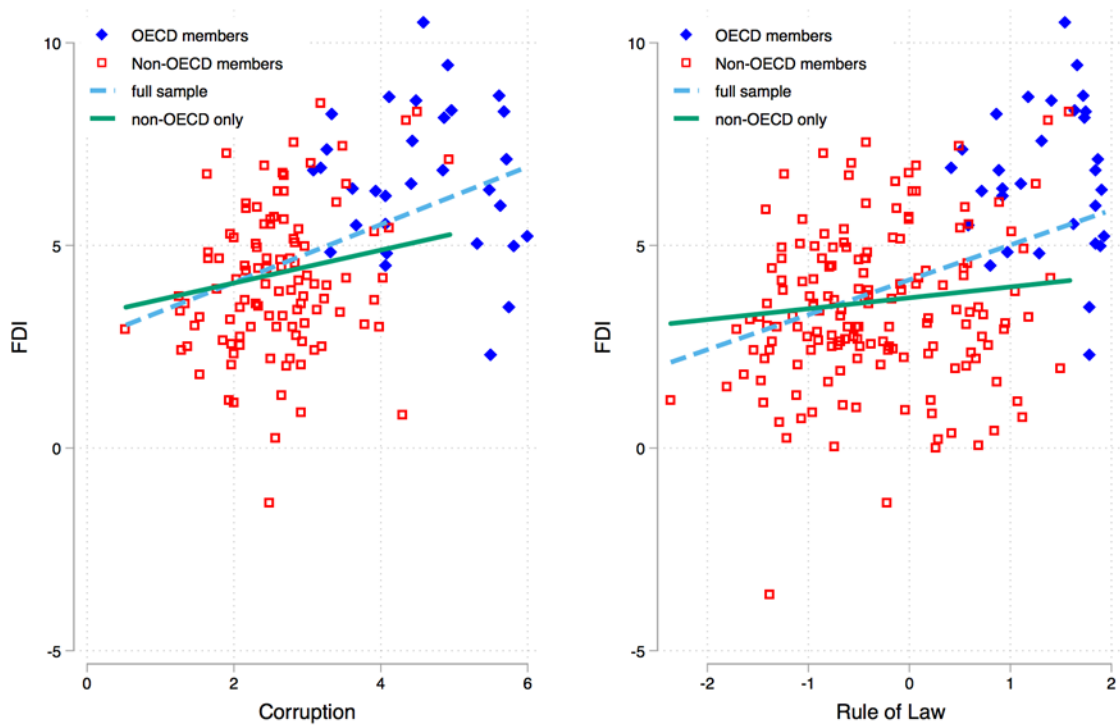 OECD members
Non-OECD members
full sample
non-OECD only
10
5
0
-5
FDI
0
2
4
6
Corruption
OECD members
Non-OECD members
full sample
non-OECD only
10
5
0
-5
FDI
-2
-1
0
1
2
Rule of Law